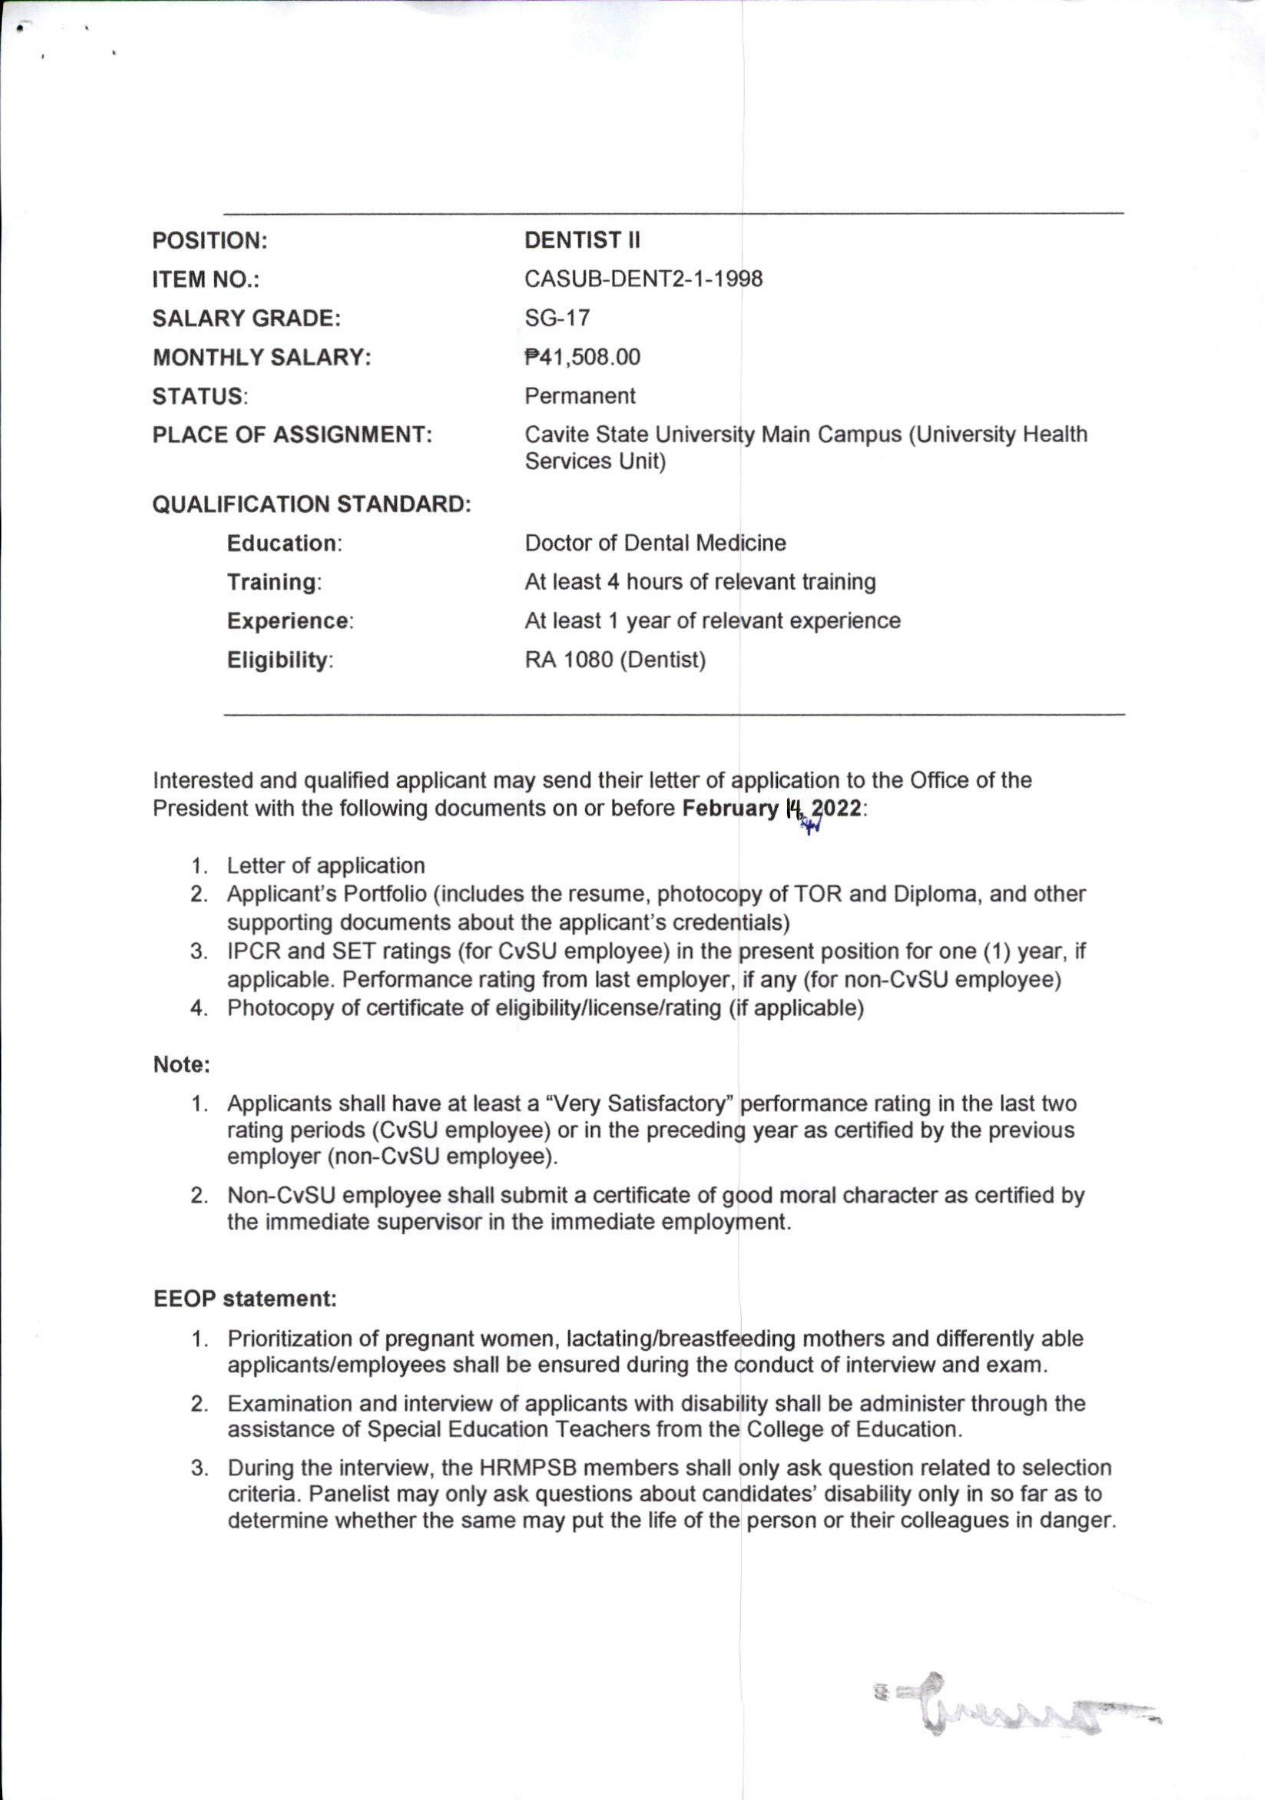 POSITION: DENTIST II
ITEM NO.: CASUB-DENT2-1-1998
SALARY GRADE: SG-17
MONTHLY SALARY: ₱41,508.00
STATUS: Permanent
PLACE OF ASSIGNMENT: Cavite State University Main Campus (University Health
Services Unit)
QUALIFICATION STANDARD:
Education: Doctor of Dental Medicine
Training: At least 4 hours of relevant training
Experience: At least 1 year of relevant experience
Eligibility: RA 1080 (Dentist)
Interested and qualified applicant may send their letter of application to the Office of the
President with the following documents on or before February 14, 2022:
1. Letter of application
2. Applicant's Portfolio (includes the resume, photocopy of TOR and Diploma, and other
supporting documents about the applicant's credentials)
3. IPCR and SET ratings (for CvSU employee) in the present position for one (1) year, if
applicable. Performance rating from last employer, if any (for non-CvSU employee)
4. Photocopy of certificate of eligibility/license/rating (if applicable)
Note:
1. Applicants shall have at least a “Very Satisfactory” performance rating in the last two
rating periods (CvSU employee) or in the preceding year as certified by the previous
employer (non-CvSU employee).
2. Non-CvSU employee shall submit a certificate of good moral character as certified by
the immediate supervisor in the immediate employment.
EEOP statement:
1. Prioritization of pregnant women, lactating/breastfeeding mothers and differently able
applicants/employees shall be ensured during the conduct of interview and exam.
2. Examination and interview of applicants with disability shall be administer through the
assistance of Special Education Teachers from the College of Education.
3. During the interview, the HRMPSB members shall only ask question related to selection
criteria. Panelist may only ask questions about candidates' disability only in so far as to
determine whether the same may put the life of the person or their colleagues in danger.